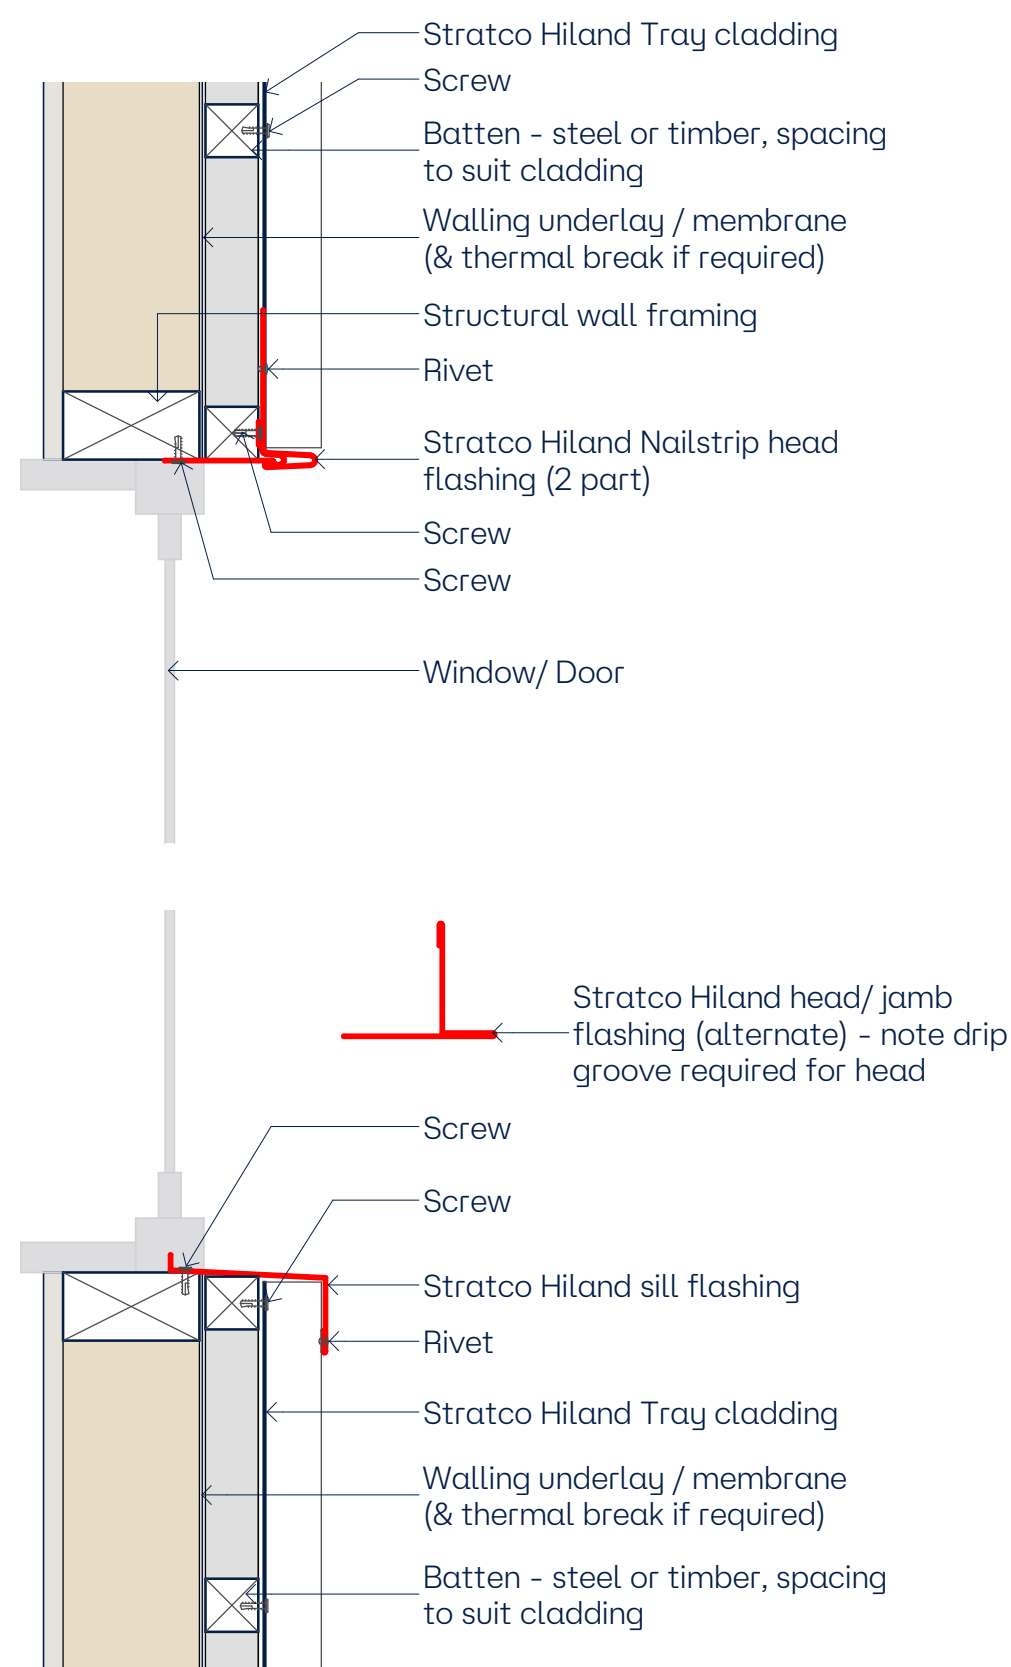 Stratco Hiland Tray cladding
Screw
Batten - steel or timber, spacing
to suit cladding
Walling underlay / membrane
(& thermal break if required)
Structural wall framing
Rivet
Stratco Hiland Nailstrip head
flashing (2 part)
Screw
Screw
Window/ Door
Stratco Hiland head/ jamb
flashing (alternate) - note drip
groove required for head
Screw
Screw
Stratco Hiland sill flashing
Rivet
Stratco Hiland Tray cladding
Walling underlay / membrane
(& thermal break if required)
Batten - steel or timber, spacing
to suit cladding